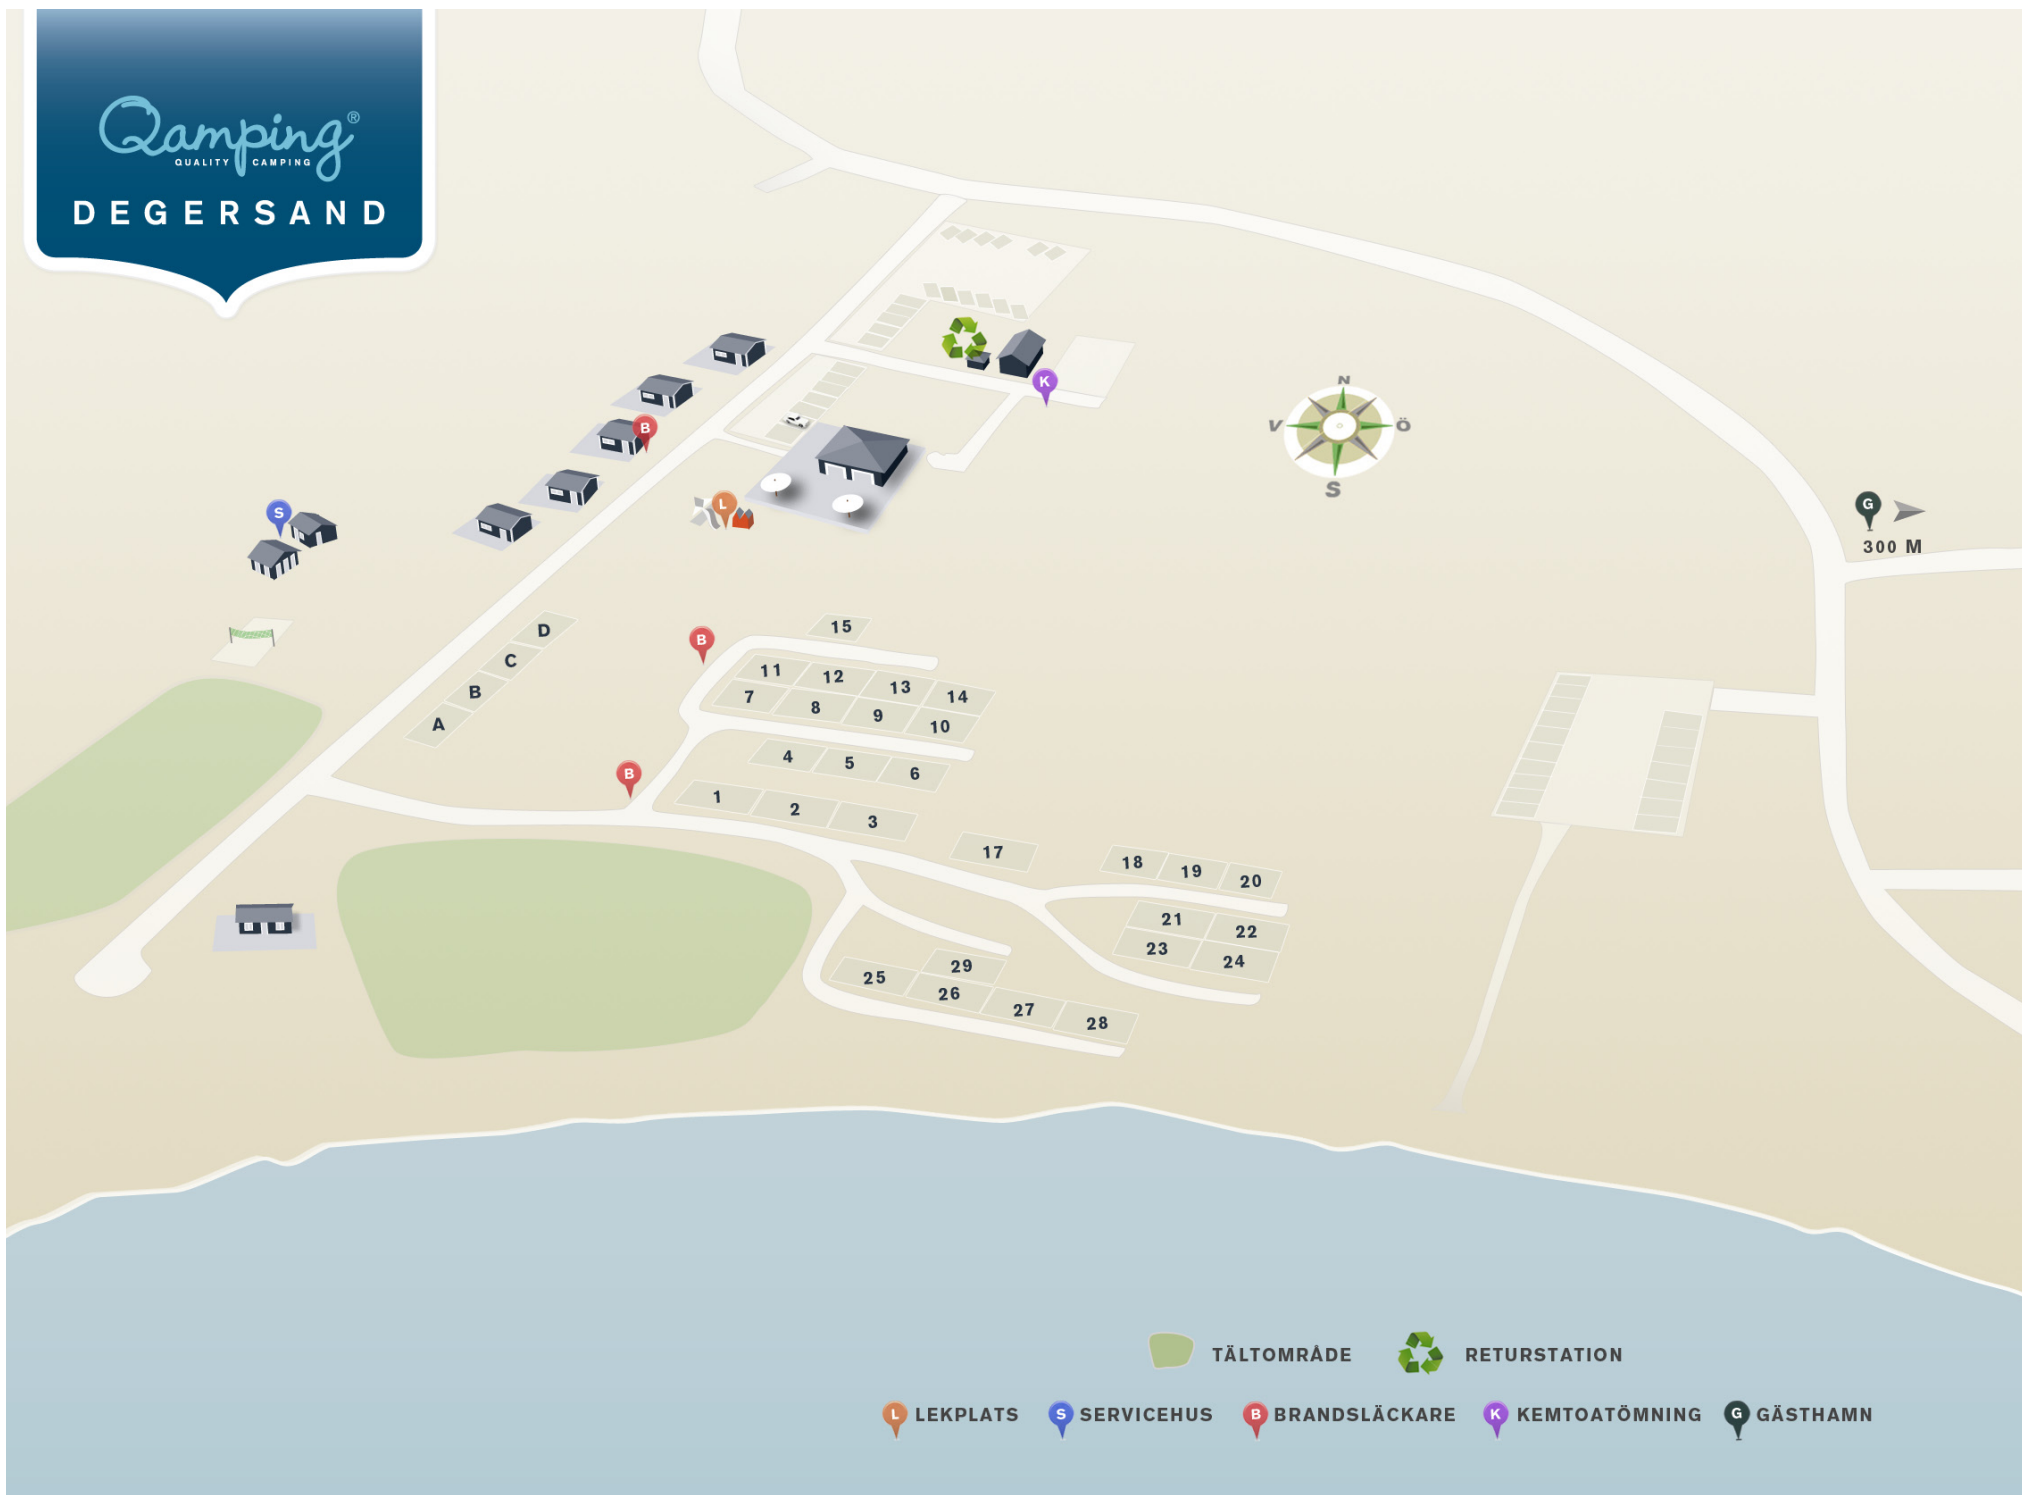 Qamping®
QUALITY CAMPING
DEGERSAND
N
V Ö
S
K
B
L
S
G
300 M
D
C
B
A
B
15
11 12 13 14
7 8 9 10
4 5 6
B
1 2 3
17
18 19 20
21 22
23 24
29
25 26 27 28
TÄLTOMRÅDE RETURSTATION
L LEKPLATS S SERVICEHUS B BRANDSLÄCKARE K KEMTOATÖMNING G GÄSTHAMN